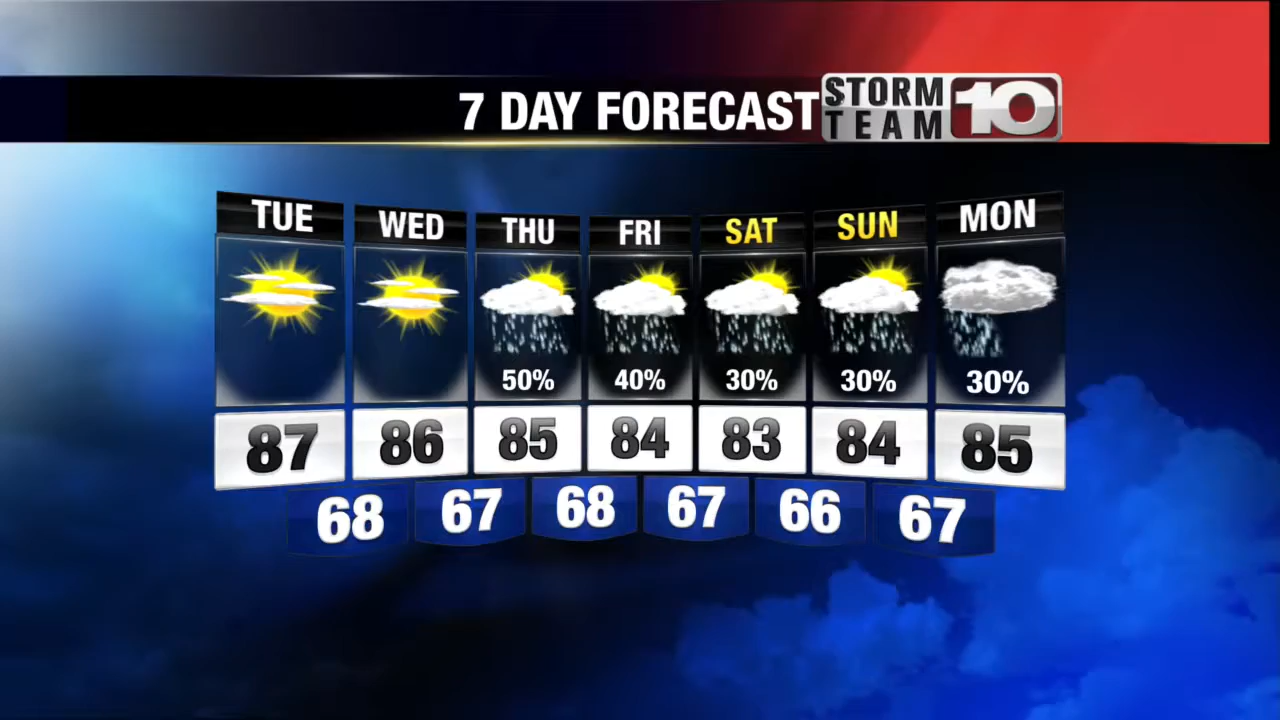 7 DAY FORECAST
STORM TEAM 10
TUE WED THU FRI SAT SUN MON
50% 40% 30% 30% 30%
87 86 85 84 83 84 85
68 67 68 67 66 67